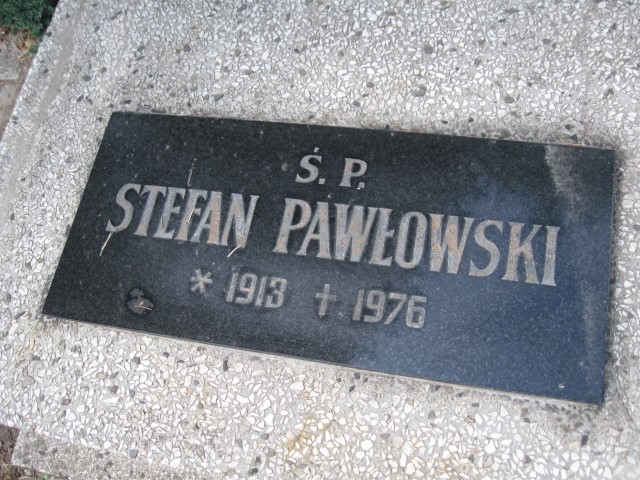 Ś. P.
STEFAN PAWŁOWSKI
* 1913 † 1976